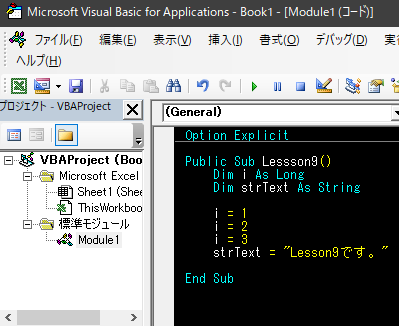 Microsoft Visual Basic for Applications - Book1 - [Module1 (コード)]
ファイル(F) 編集(E) 表示(V) 挿入(I) 書式(O) デバッグ(D)
ヘルプ(H)
プロジェクト - VBAProject
VBAProject (Boo
Microsoft Excel
Sheet1 (Shee
ThisWorkboo
標準モジュール
Module1
(General)
Option Explicit
Public Sub Lessson9()
Dim i As Long
Dim strText As String
i = 1
i = 2
i = 3
strText = "Lesson9です。"
End Sub